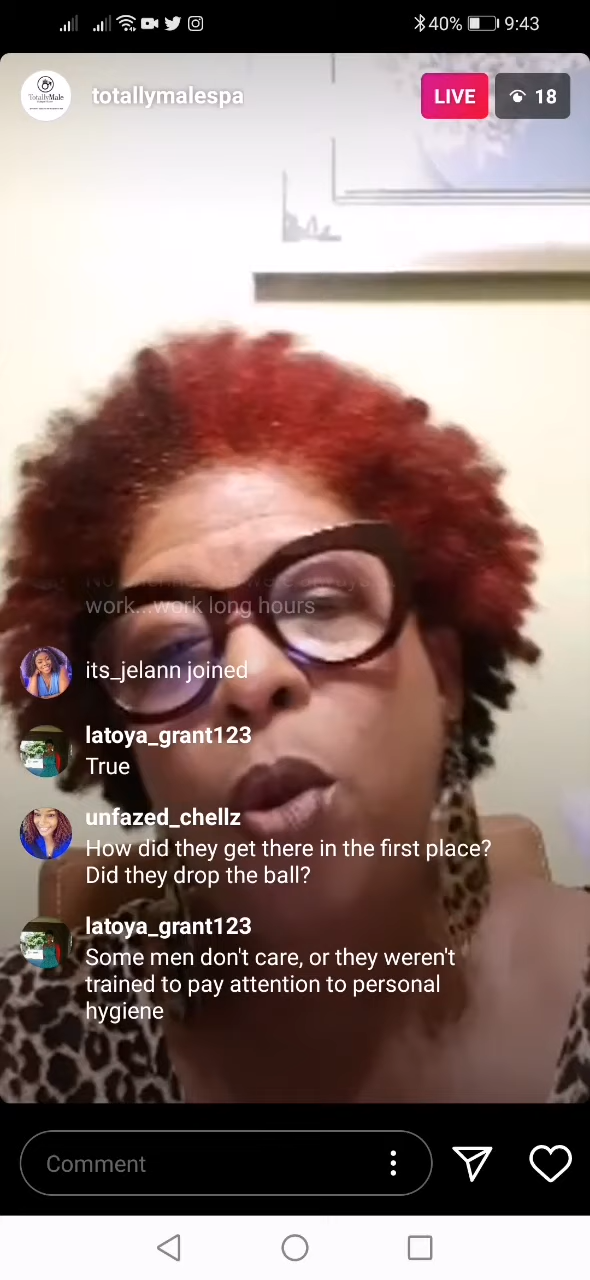 40% 9:43
TotallyMale
totallymalespa
LIVE
18
work...work long hours
its_jelann joined
latoya_grant123
True
unfazed_chellz
How did they get there in the first place?
Did they drop the ball?
latoya_grant123
Some men don't care, or they weren't
trained to pay attention to personal
hygiene
Comment